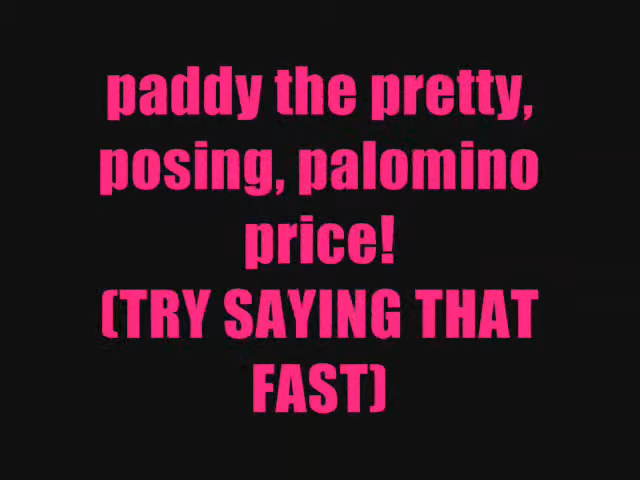 paddy the pretty,
posing, palomino
price!
(TRY SAYING THAT
FAST)